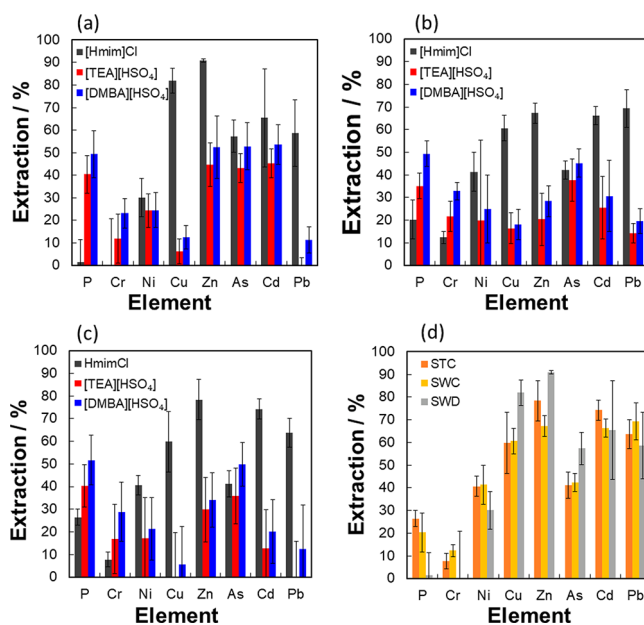 (a)
Extraction / %
100
90
80
70
60
50
40
30
20
10
0
[Hmim]Cl
[TEA][HSO₄]
[DMBA][HSO₄]
P Cr Ni Cu Zn As Cd Pb
Element
(b)
Extraction / %
100
90
80
70
60
50
40
30
20
10
0
[Hmim]Cl
[TEA][HSO₄]
[DMBA][HSO₄]
P Cr Ni Cu Zn As Cd Pb
Element
(c)
Extraction / %
100
90
80
70
60
50
40
30
20
10
0
HmimCl
[TEA][HSO₄]
[DMBA][HSO₄]
P Cr Ni Cu Zn As Cd Pb
Element
(d)
Extraction / %
100
90
80
70
60
50
40
30
20
10
0
STC
SWC
SWD
P Cr Ni Cu Zn As Cd Pb
Element